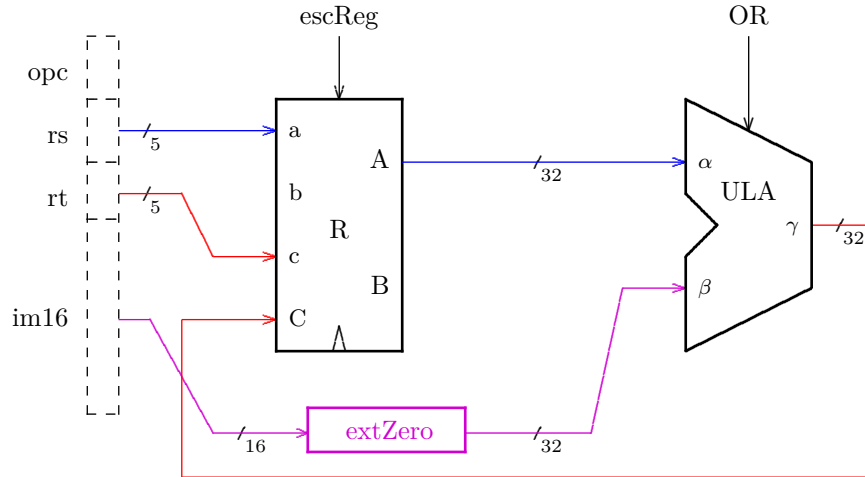 escReg
OR
opc
rs
5
a
A
32
α
rt
5
b
ULA
R
γ
32
c
B
β
im16
C
16
extZero
32